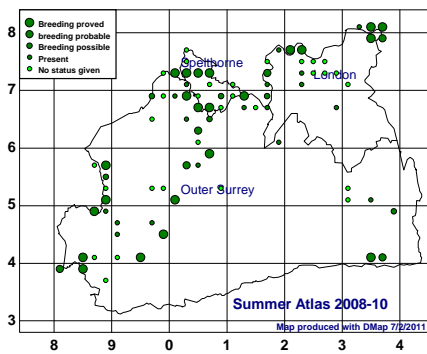 8
Breeding proved
breeding probable
Breeding possible
Present
No status given
Spelthorne
London
7
6
Outer Surrey
5
4
Summer Atlas 2008-10
Map produced with DMap 7/2/2011
3
8 9 0 1 2 3 4